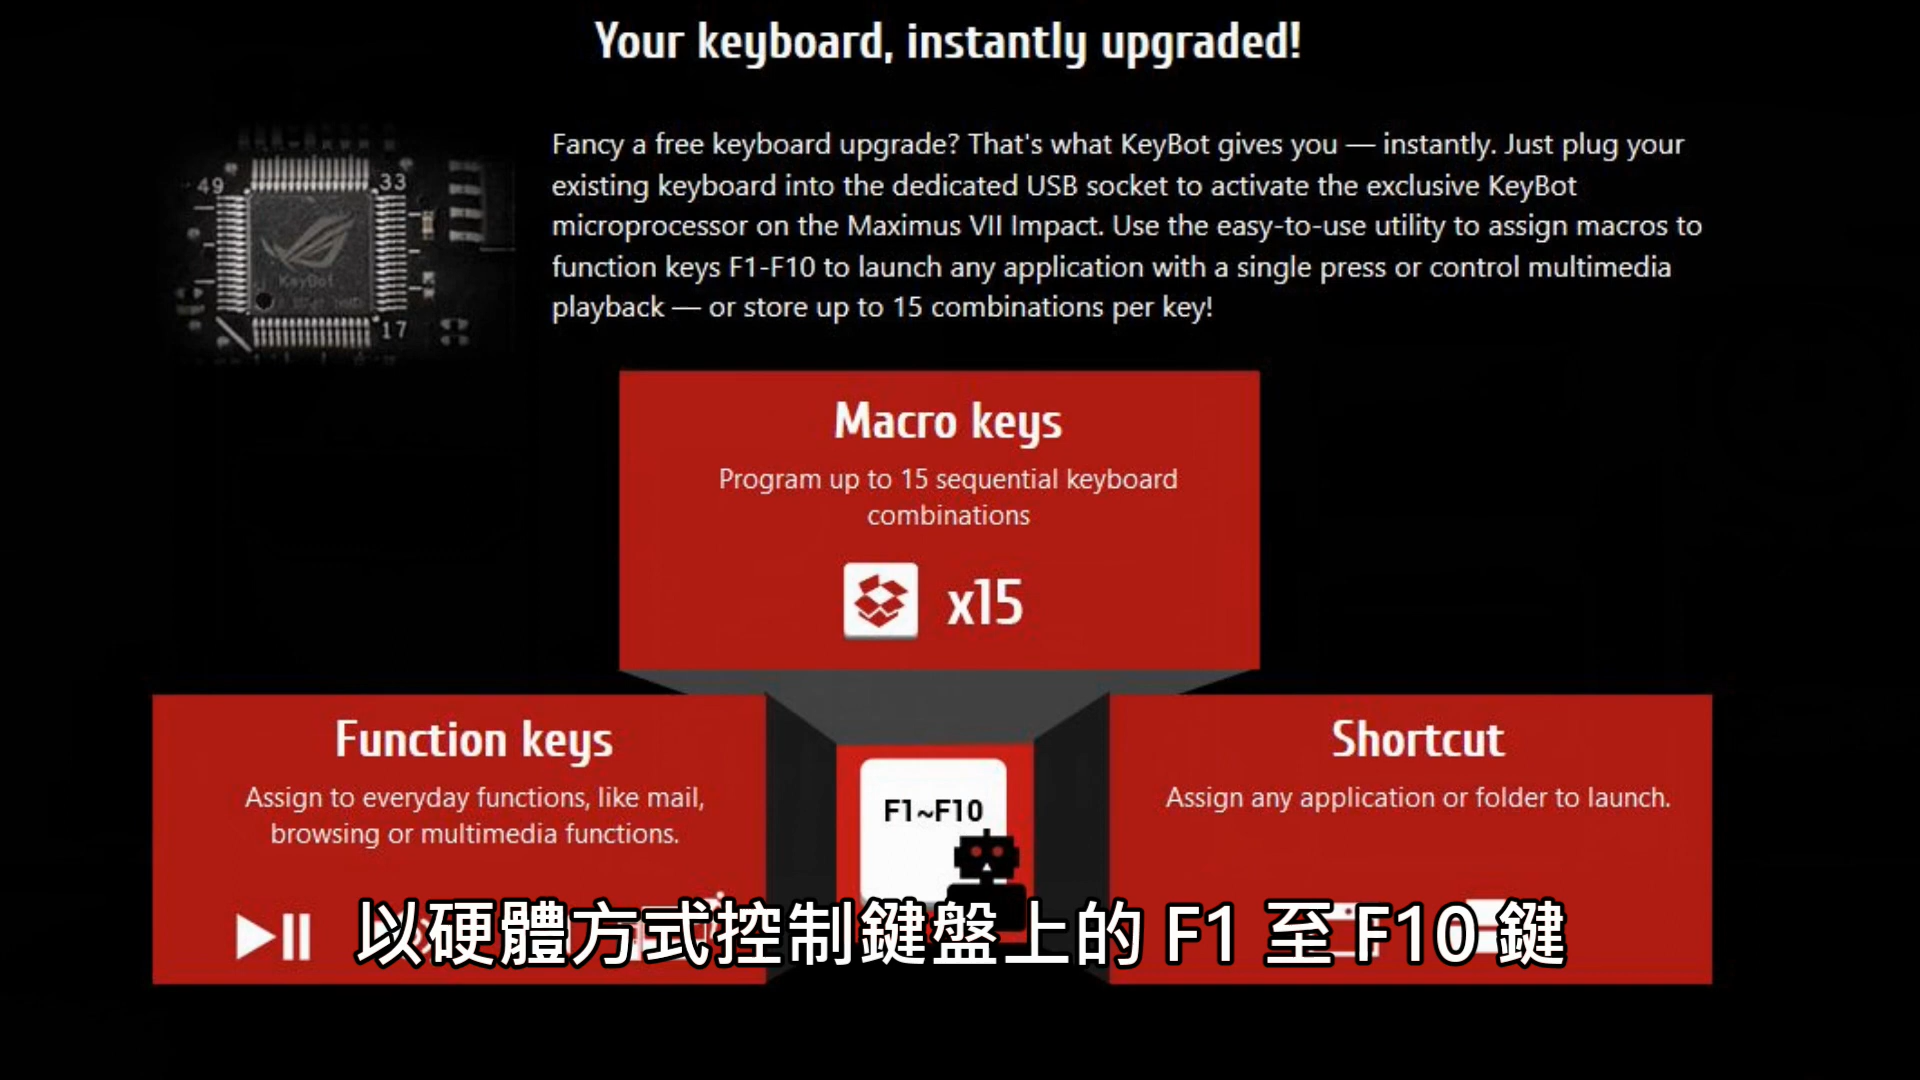 Your keyboard, instantly upgraded!
Fancy a free keyboard upgrade? That's what KeyBot gives you — instantly. Just plug your
existing keyboard into the dedicated USB socket to activate the exclusive KeyBot
microprocessor on the Maximus VII Impact. Use the easy-to-use utility to assign macros to
function keys F1-F10 to launch any application with a single press or control multimedia
playback — or store up to 15 combinations per key!
49
33
KeyBot
17
Macro keys
Program up to 15 sequential keyboard
combinations
x15
Function keys
Assign to everyday functions, like mail,
browsing or multimedia functions.
F1~F10
Shortcut
Assign any application or folder to launch.
以硬體方式控制鍵盤上的 F1 至 F10 鍵